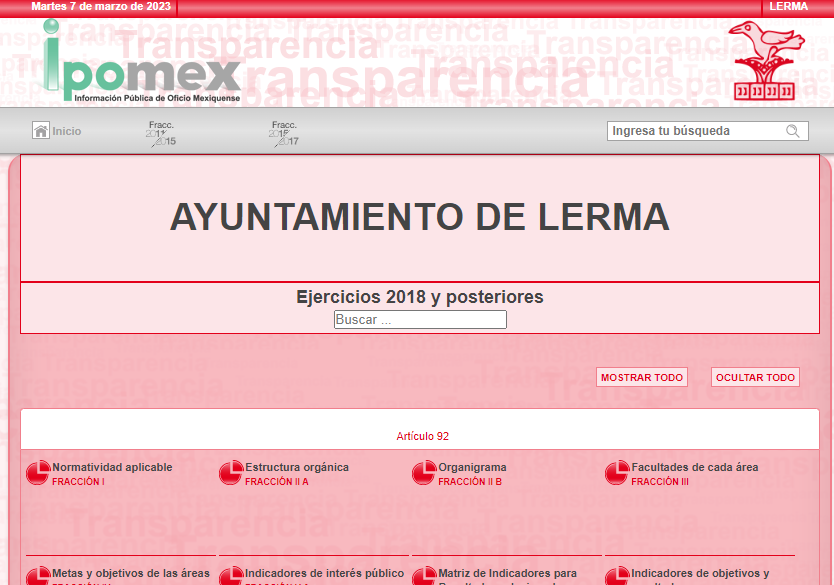 Martes 7 de marzo de 2023
LERMA
ipomex
Información Pública de Oficio Mexiquense
Inicio
Fracc.
2015
Fracc.
2017
Ingresa tu búsqueda
AYUNTAMIENTO DE LERMA
Ejercicios 2018 y posteriores
Buscar ...
MOSTRAR TODO
OCULTAR TODO
Artículo 92
Normatividad aplicable
FRACCIÓN I
Estructura orgánica
FRACCIÓN II A
Organigrama
FRACCIÓN II B
Facultades de cada área
FRACCIÓN III
Metas y objetivos de las áreas
Indicadores de interés público
Matriz de Indicadores para
Indicadores de objetivos y